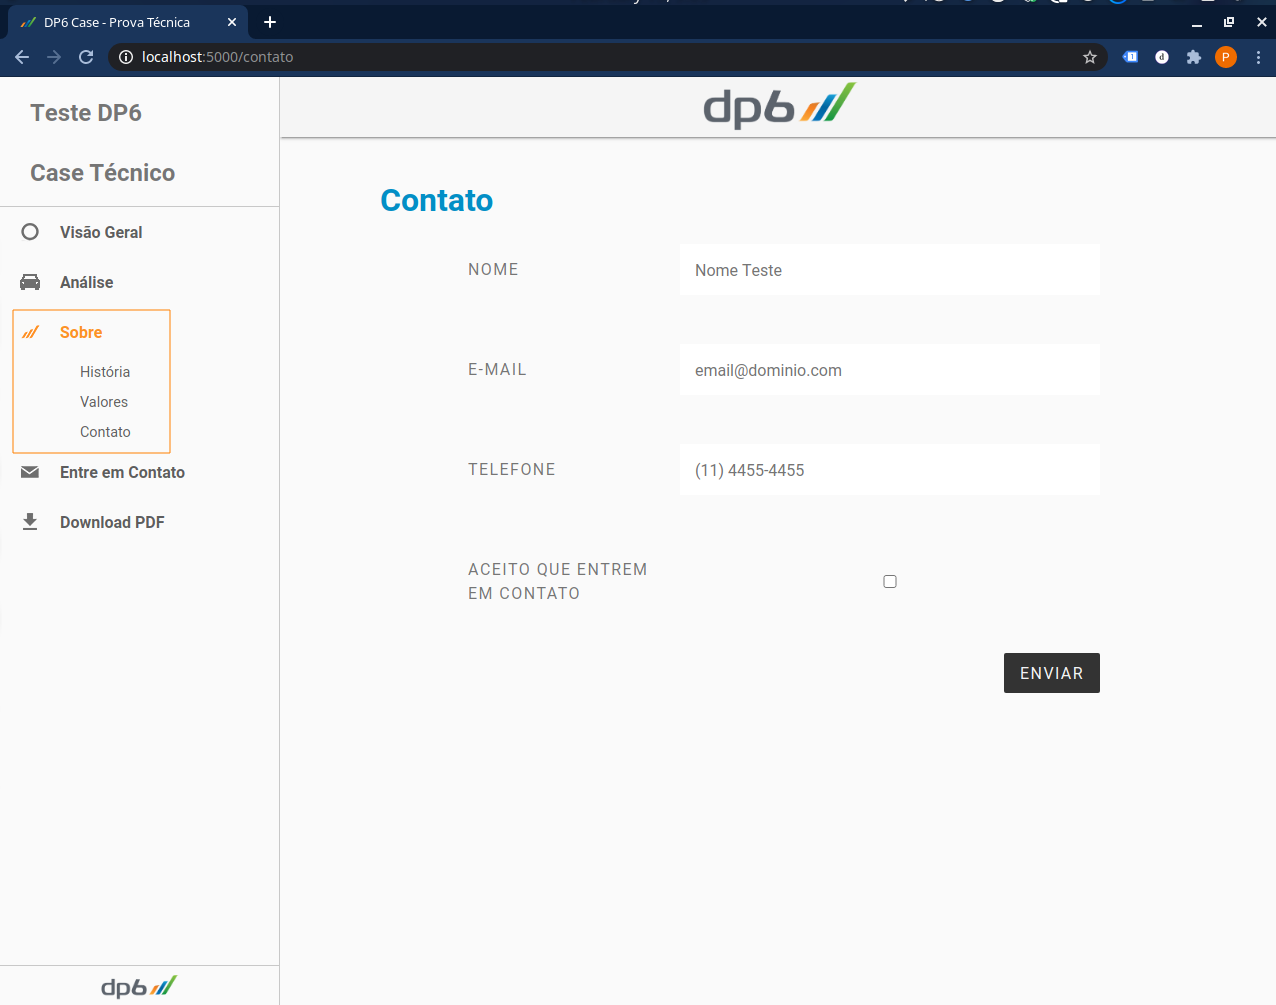 DP6 Case - Prova Técnica
localhost:5000/contato
P
Teste DP6
Case Técnico
Visão Geral
Análise
Sobre
História
Valores
Contato
Entre em Contato
Download PDF
dp6
dp6
Contato
NOME
Nome Teste
E-MAIL
email@dominio.com
TELEFONE
(11) 4455-4455
ACEITO QUE ENTREM
EM CONTATO
ENVIAR